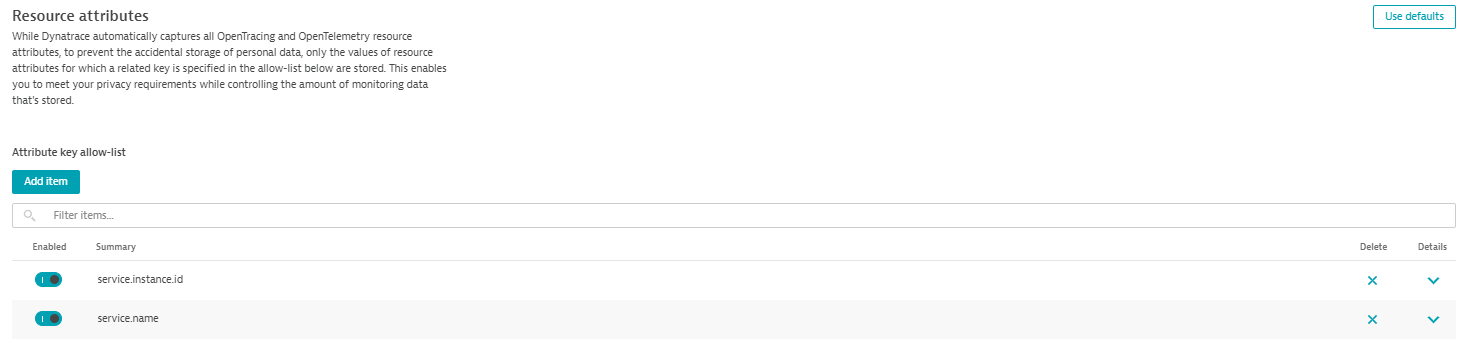 Resource attributes
Use defaults
While Dynatrace automatically captures all OpenTracing and OpenTelemetry resource
attributes, to prevent the accidental storage of personal data, only the values of resource
attributes for which a related key is specified in the allow-list below are stored. This enables
you to meet your privacy requirements while controlling the amount of monitoring data
that's stored.
Attribute key allow-list
Add item
Filter items...
Enabled Summary Delete Details
service.instance.id
service.name